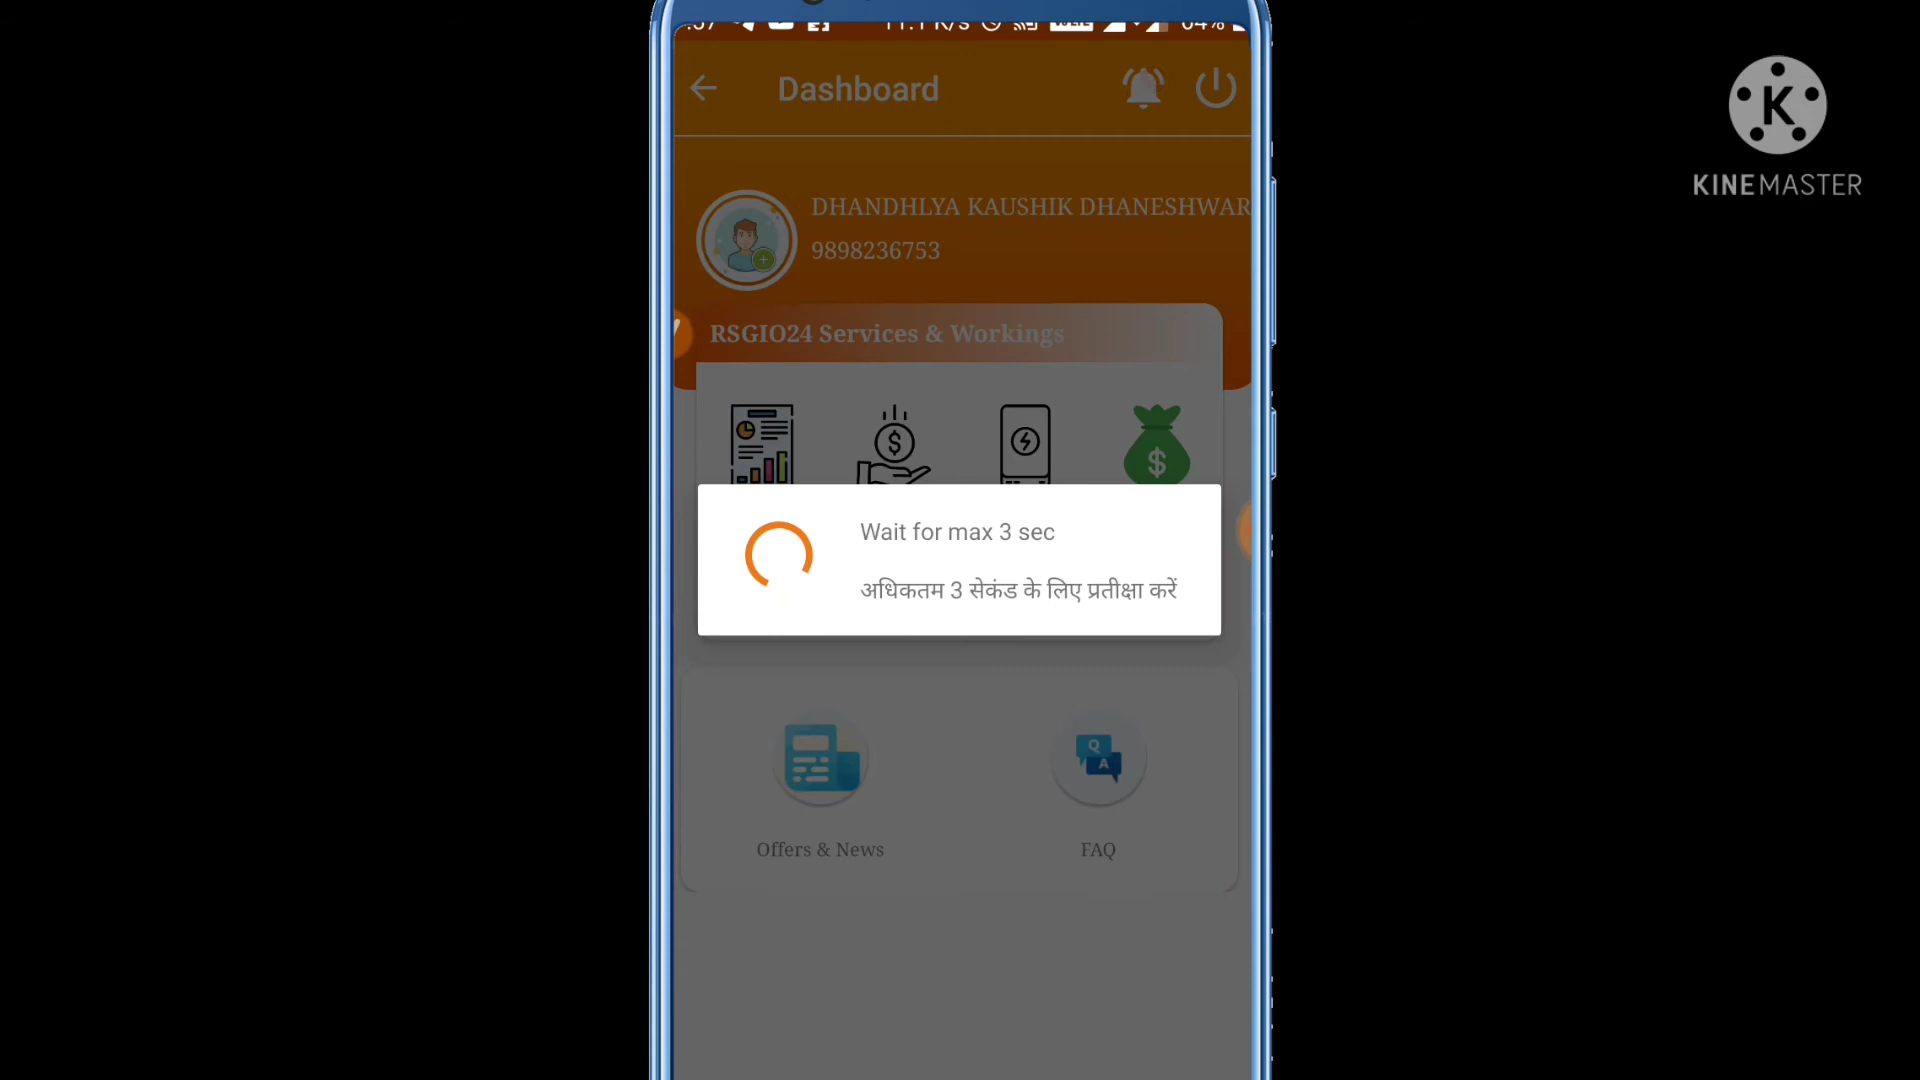 Dashboard
K
KINEMASTER
DHANDHLYA KAUSHIK DHANESHWAR
9898236753
RSGIO24 Services & Workings
Wait for max 3 sec
अधिकतम 3 सेकंड के लिए प्रतीक्षा करें
Q
A
Offers & News
FAQ